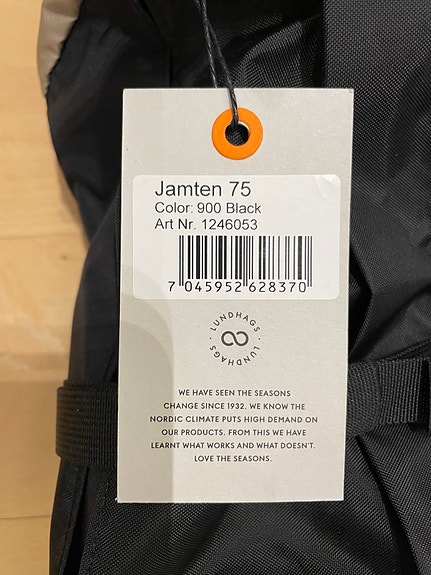 Jamten 75
Color: 900 Black
Art Nr. 1246053
7 045952 628370
LUNDHAGS · LUNDHAGS ·
WE HAVE SEEN THE SEASONS
CHANGE SINCE 1932. WE KNOW THE
NORDIC CLIMATE PUTS HIGH DEMAND ON
OUR PRODUCTS. FROM THIS WE HAVE
LEARNT WHAT WORKS AND WHAT DOESN'T.
LOVE THE SEASONS.